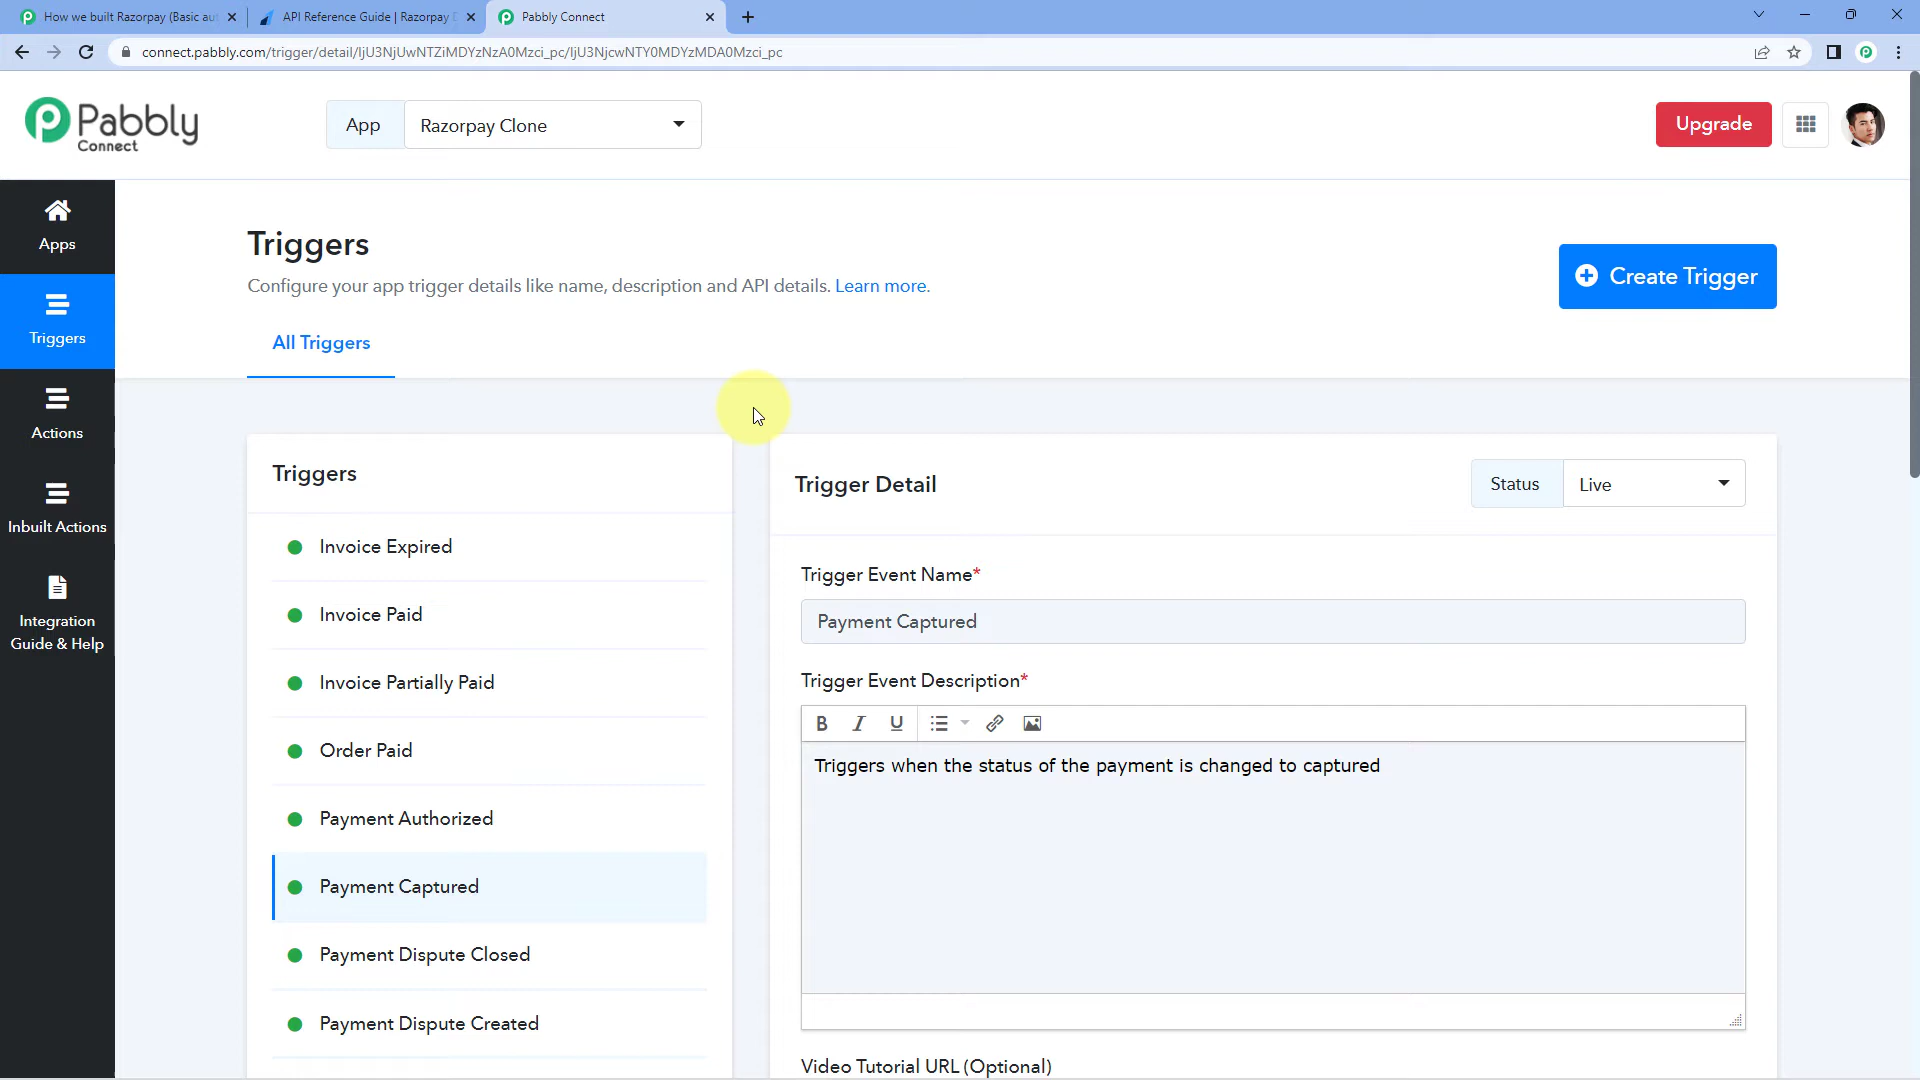 How we built Razorpay (Basic au
API Reference Guide | Razorpay D
Pabbly Connect
connect.pabbly.com/trigger/detail/IjU3NjUwNTZiMDYzNzA0Mzci_pc/IjU3NjcwNTY0MDYzMDA0Mzci_pc
Pabbly
Connect
App
Razorpay Clone
Upgrade
Apps
Triggers
Actions
Inbuilt Actions
Integration
Guide & Help
Triggers
Configure your app trigger details like name, description and API details. Learn more.
Create Trigger
All Triggers
Triggers
Invoice Expired
Invoice Paid
Invoice Partially Paid
Order Paid
Payment Authorized
Payment Captured
Payment Dispute Closed
Payment Dispute Created
Trigger Detail
Status
Live
Trigger Event Name*
Payment Captured
Trigger Event Description*
B I U
Triggers when the status of the payment is changed to captured
Video Tutorial URL (Optional)